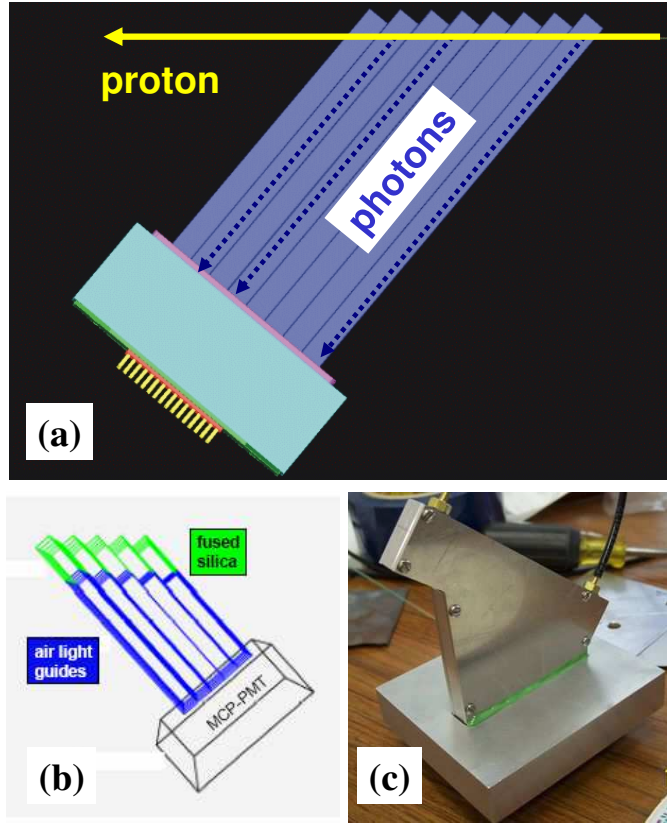 proton
photons
(a)
fused
silica
air light
guides
MCP-PMT
(b)
(c)